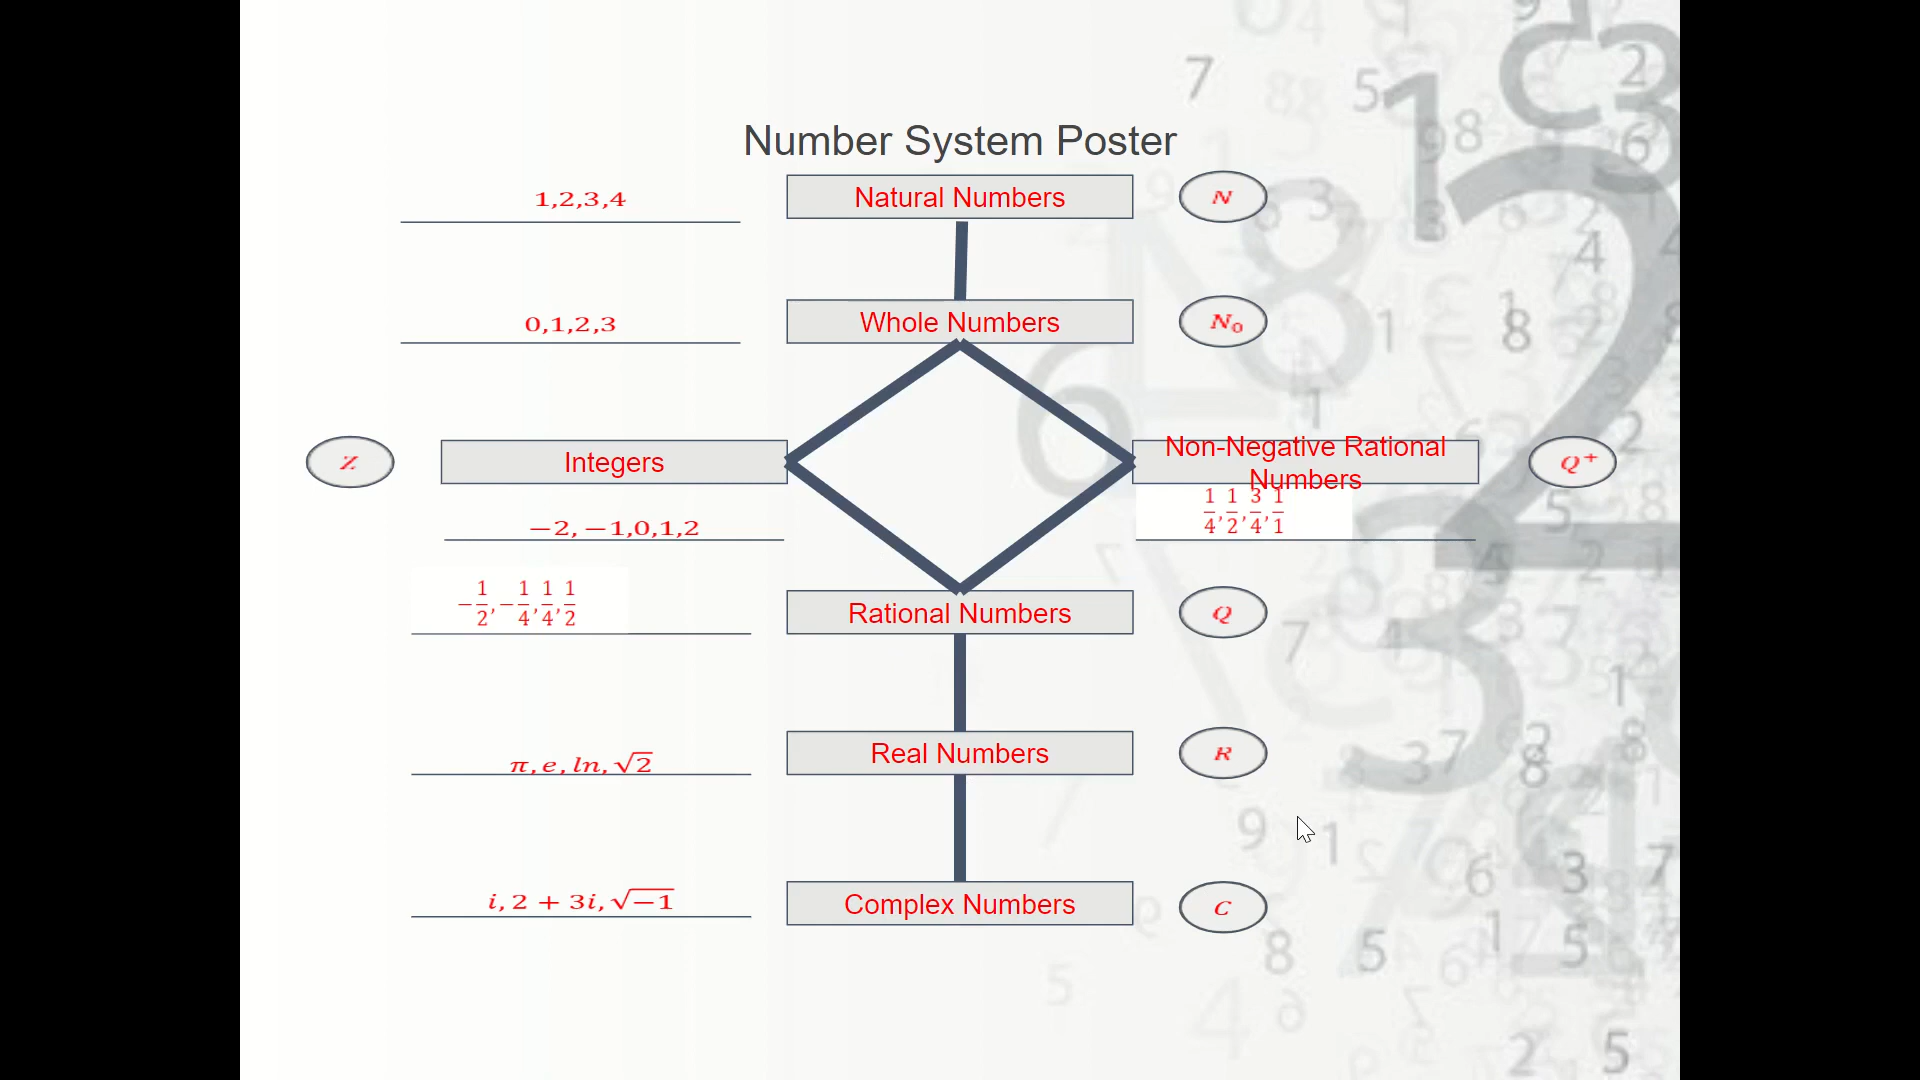 Number System Poster
1,2,3,4 Natural Numbers N
0,1,2,3 Whole Numbers N₀
Z Integers Non-Negative Rational Numbers Q⁺
−2, −1,0,1,2
1/4, 1/2, 3/4, 1/1
−1/2, −1/4, 1/4, 1/2 Rational Numbers Q
π, e, ln, √2 Real Numbers R
i, 2 + 3i, √−1 Complex Numbers C